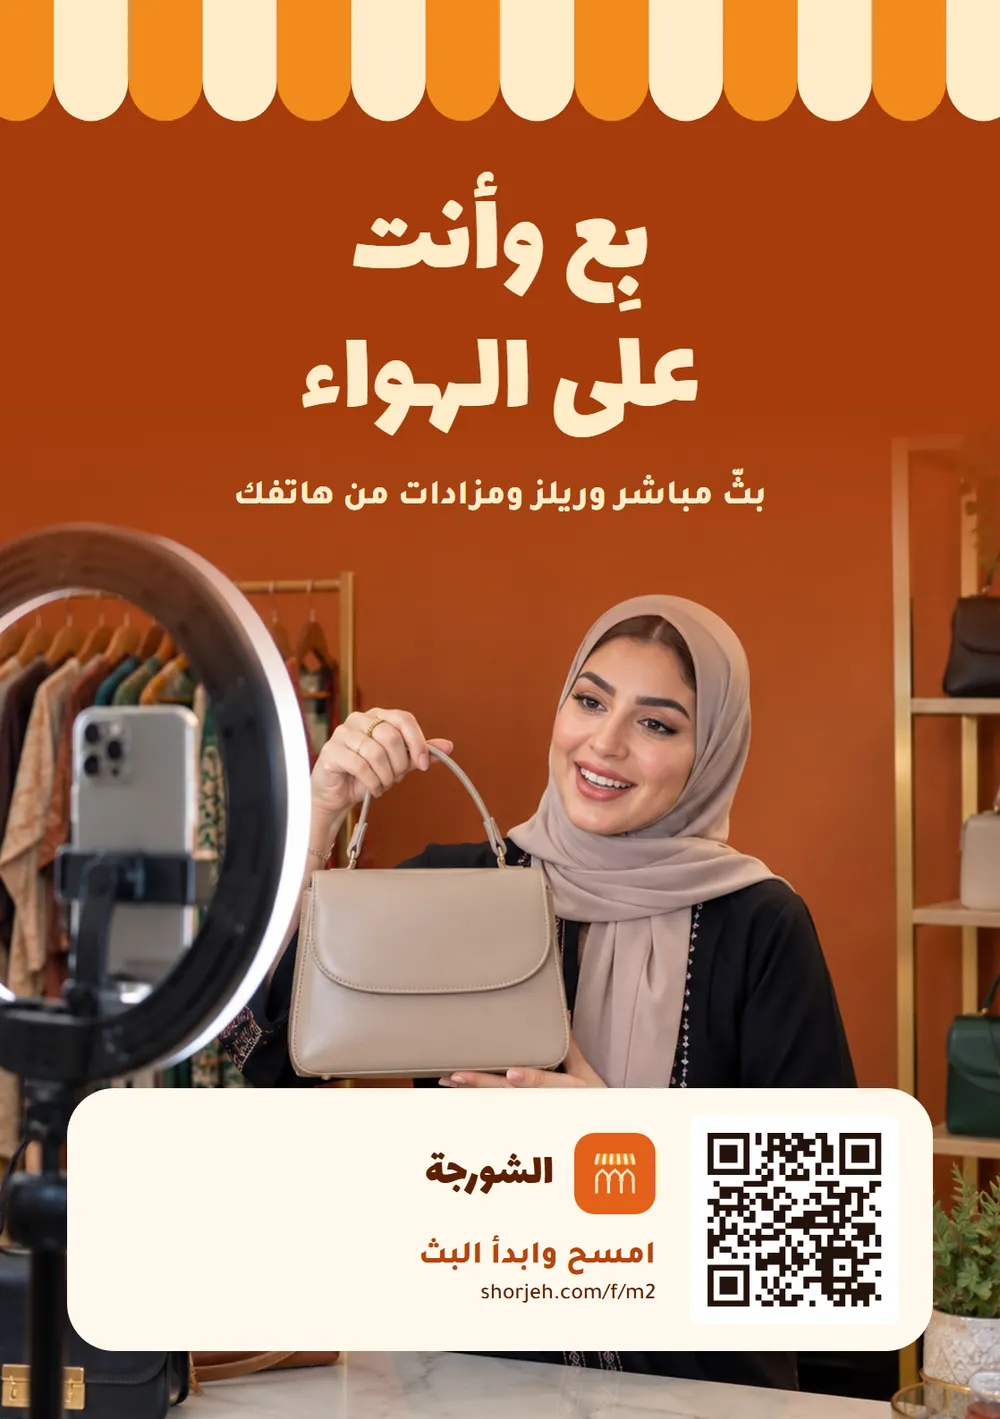 بِع وأنت
على الهواء
بثّ مباشر وريلز ومزادات من هاتفك
الشورجة
امسح وابدأ البث
shorjeh.com/f/m2